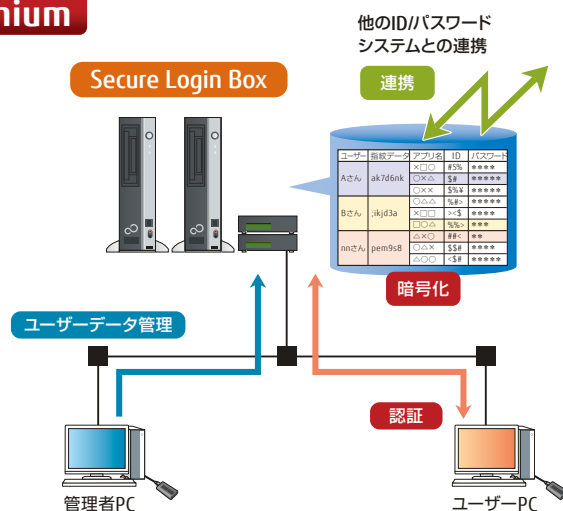 nium
他のID/パスワード
システムとの連携
Secure Login Box
連携
ユーザー 指紋データ アプリ名 ID パスワード
Aさん ak7d6nk
×□○ #S% ****
○×△ $# *****
○×× $%¥ *****
Bさん ;ikjd3a
○△△ %#> *****
×□□ ><$ ****
□○△ %%> ***
nnさん pem9s8
△×○ ##< **
○△× $$# ****
△○○ <$# *****
暗号化
ユーザーデータ管理
認証
管理者PC
ユーザーPC